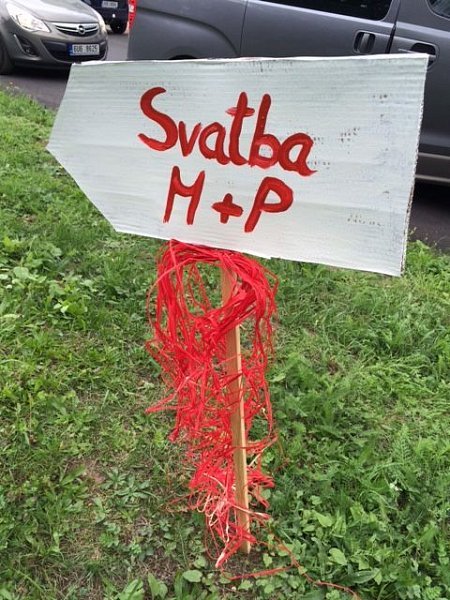 Svatba
M + P